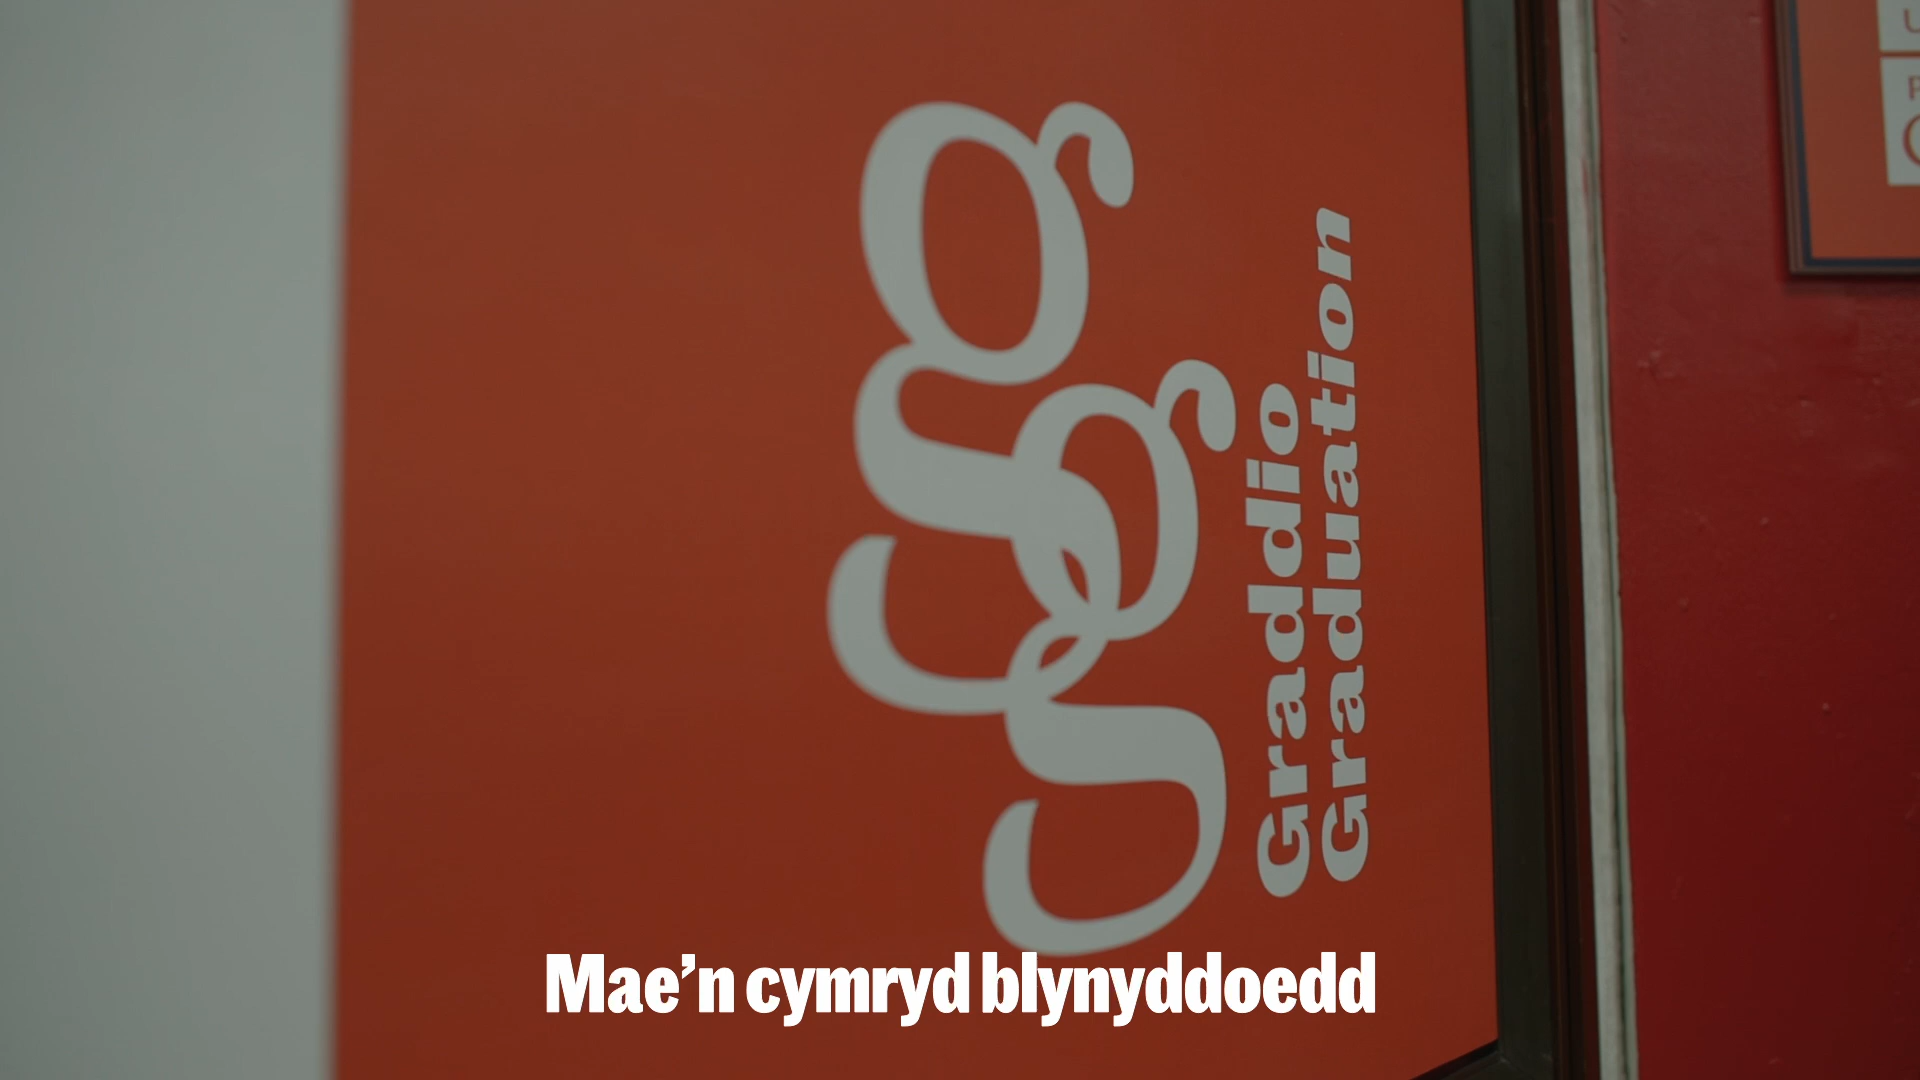 gg
Graddio
Graduation
Mae’n cymryd blynyddoedd